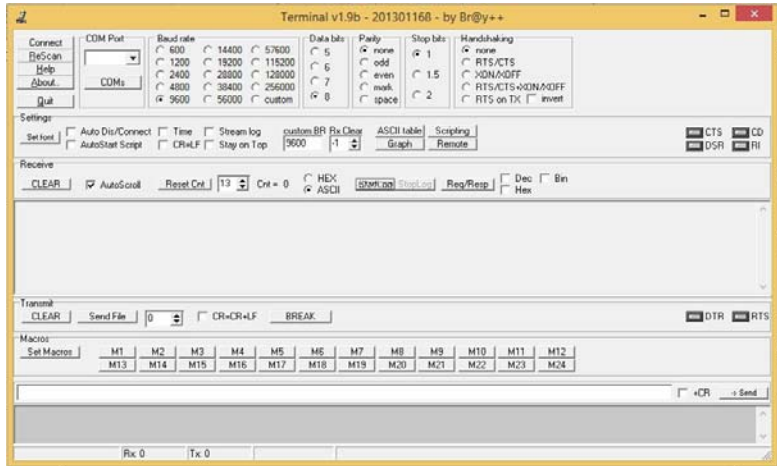 Terminal v1.9b - 20130116ß - by Br@y++
Connect
ReScan
Help
About..
Quit
COM Port
COMs
Baud rate
600 14400 57600
1200 19200 115200
2400 28800 128000
4800 38400 256000
9600 56000 custom
Data bits
5
6
7
8
Parity
none
odd
even
mark
space
Stop bits
1
1.5
2
Handshaking
none
RTS/CTS
XON/XOFF
RTS/CTS+XON/XOFF
RTS on TX invert
Settings
Set font
Auto Dis/Connect Time Stream log
AutoStart Script CR=LF Stay on Top
custom BR Rx Clear
9600 -1
ASCII table Scripting
Graph Remote
CTS CD
DSR RI
Receive
CLEAR AutoScroll Reset Cnt 13 Cnt = 0
HEX
ASCII
StartLog StopLog Req/Resp
Dec Bin
Hex
Transmit
CLEAR Send File 0 CR=CR+LF BREAK
DTR RTS
Macros
Set Macros
M1 M2 M3 M4 M5 M6 M7 M8 M9 M10 M11 M12
M13 M14 M15 M16 M17 M18 M19 M20 M21 M22 M23 M24
+CR -> Send
Rx: 0 Tx: 0